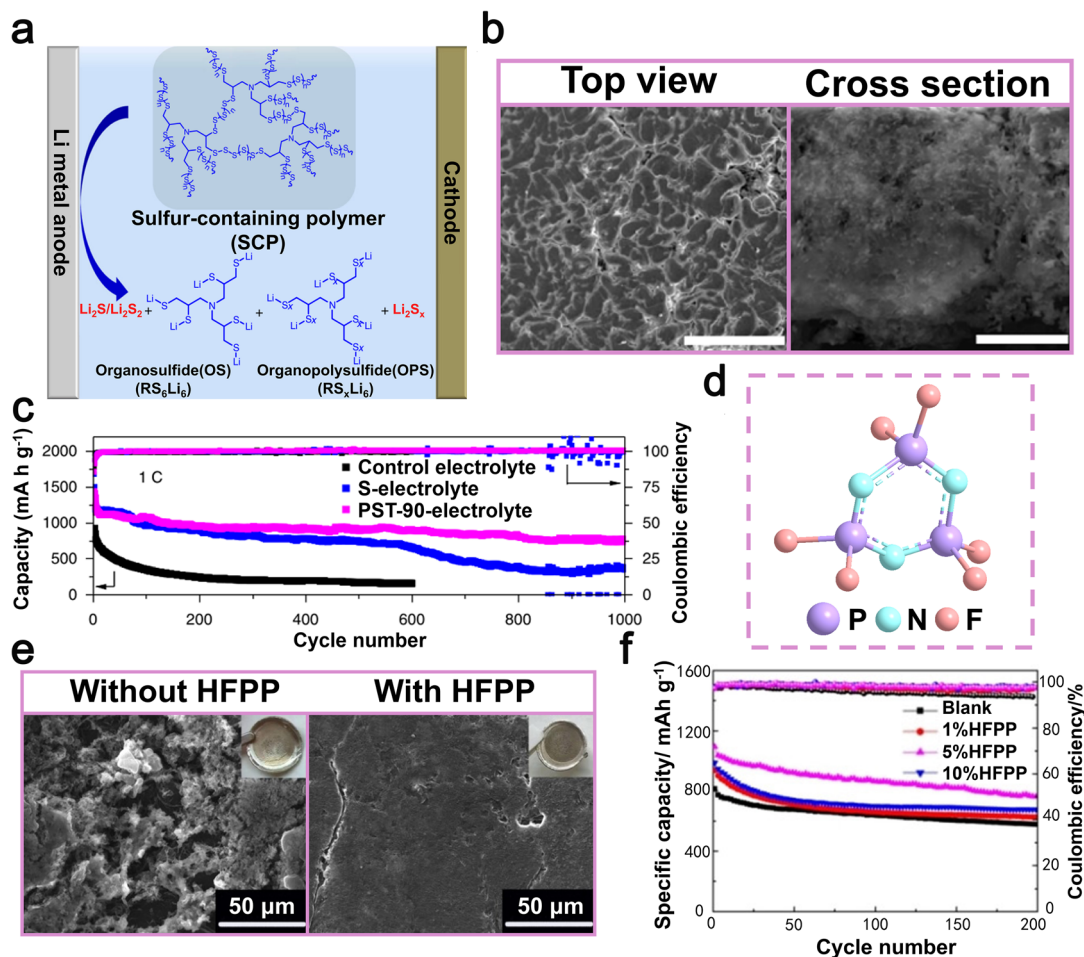 a
Li metal anode
Cathode
Sulfur-containing polymer
(SCP)
Li₂S/Li₂S₂ + + + Li₂Sₓ
Organosulfide(OS)
(RS₆Li₆)
Organopolysulfide(OPS)
(RSₓLi₆)
b
Top view
Cross section
c
Capacity (mA h g⁻¹)
2000
1500
1000
500
0
1 C
Control electrolyte
S-electrolyte
PST-90-electrolyte
100
75
50
25
0
Coulombic efficiency
0 200 400 600 800 1000
Cycle number
d
P N F
e
Without HFPP
With HFPP
50 µm
50 µm
f
Specific capacity/ mAh g⁻¹
1600
1200
800
400
0
Blank
1%HFPP
5%HFPP
10%HFPP
100
80
60
40
20
0
Coulombic efficiency/%
0 50 100 150 200
Cycle number